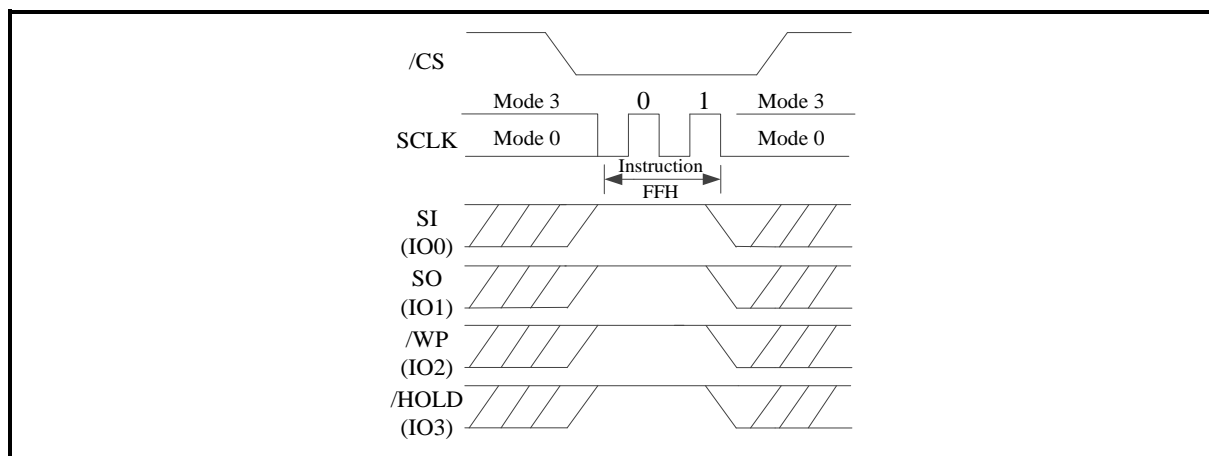 /CS
Mode 3 0 1 Mode 3
SCLK Mode 0 Mode 0
Instruction
FFH
SI
(IO0)
SO
(IO1)
/WP
(IO2)
/HOLD
(IO3)